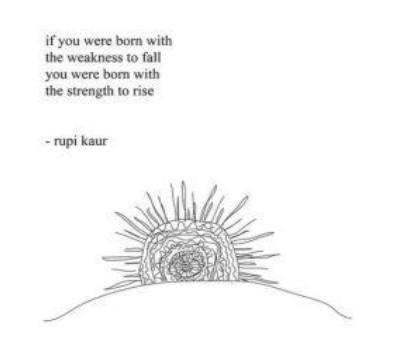 if you were born with
the weakness to fall
you were born with
the strength to rise
- rupi kaur